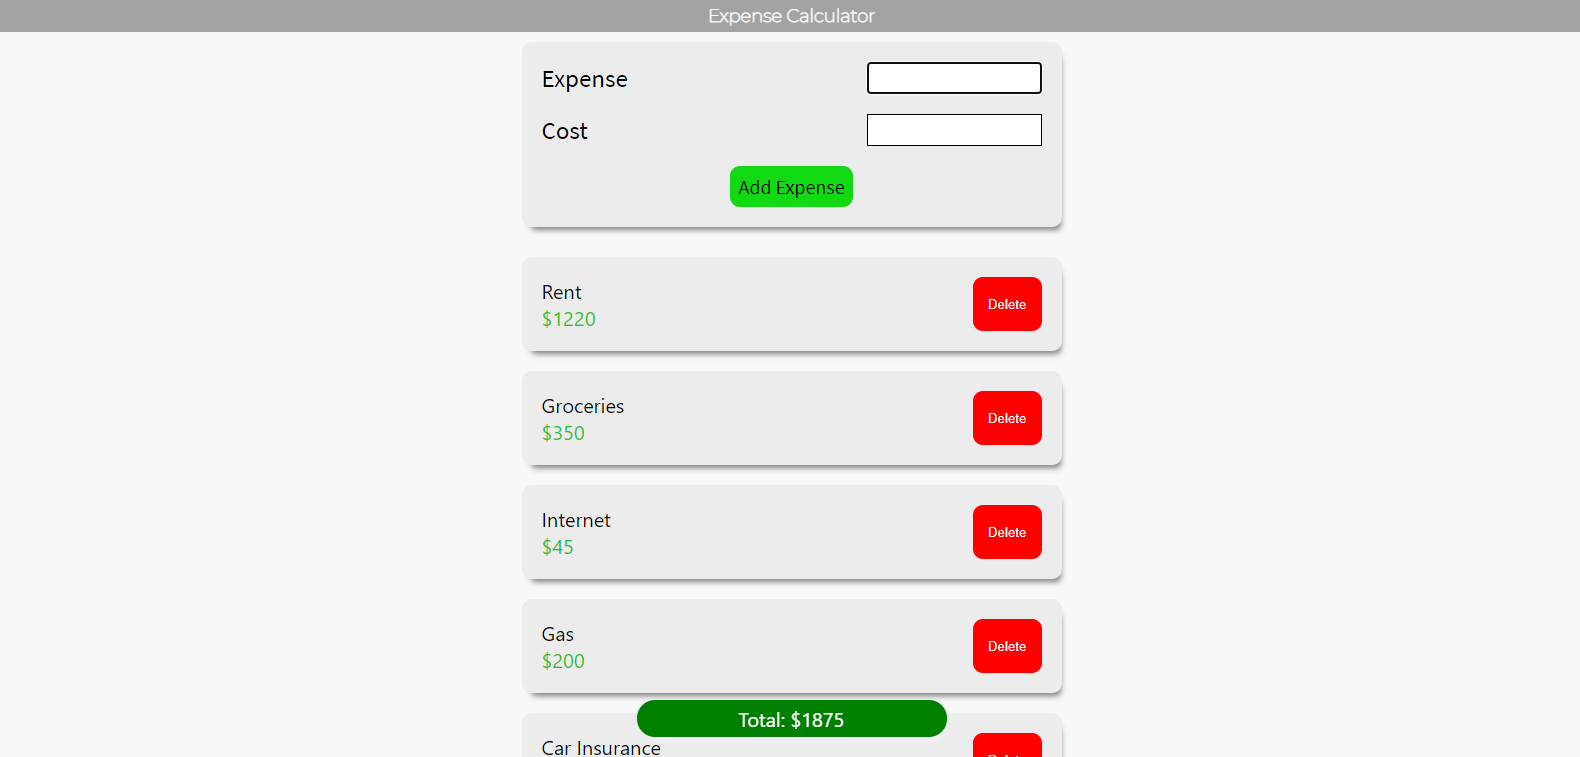 Expense Calculator
Expense
Cost
Add Expense
Rent
$1220
Delete
Groceries
$350
Delete
Internet
$45
Delete
Gas
$200
Delete
Total: $1875
Car Insurance